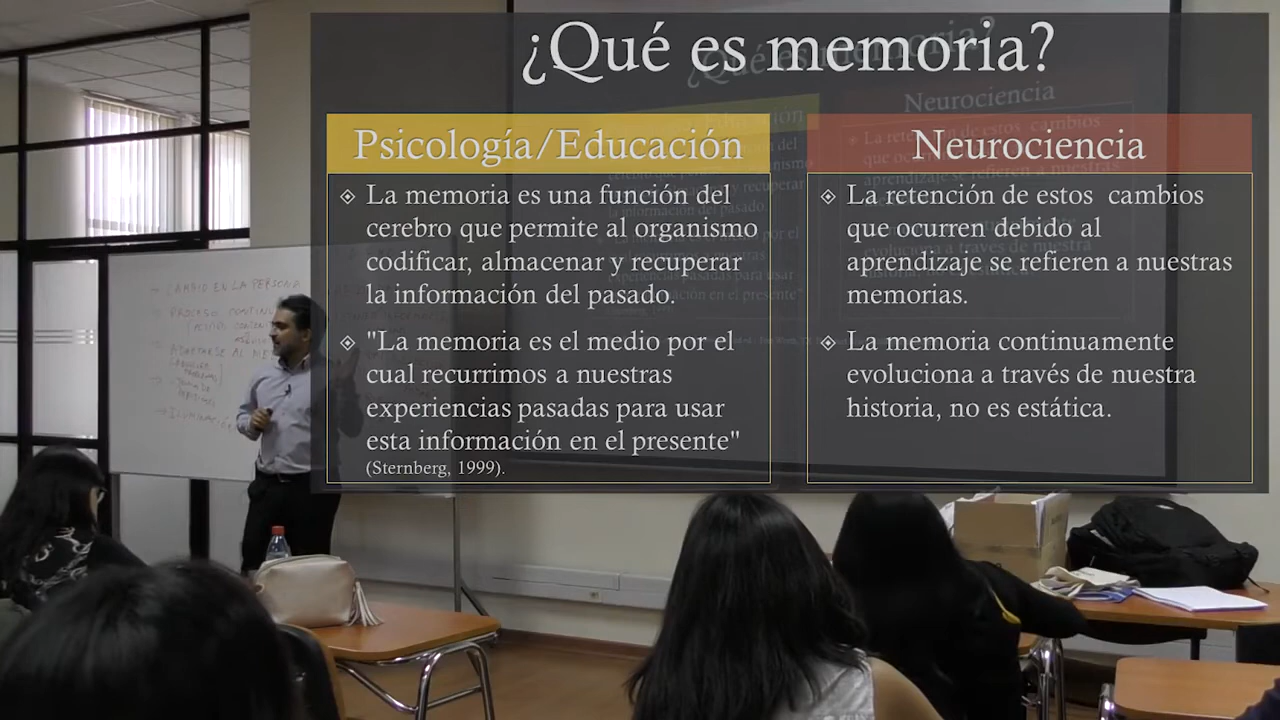 ¿Qué es memoria?
Psicología/Educación
La memoria es una función del
cerebro que permite al organismo
codificar, almacenar y recuperar
la información del pasado.
"La memoria es el medio por el
cual recurrimos a nuestras
experiencias pasadas para usar
esta información en el presente"
(Sternberg, 1999).
Neurociencia
La retención de estos cambios
que ocurren debido al
aprendizaje se refieren a nuestras
memorias.
La memoria continuamente
evoluciona a través de nuestra
historia, no es estática.
CAMBIO EN LA PERSONA
PROCESO